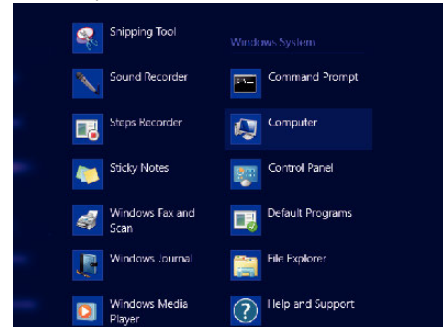 Snipping Tool
Sound Recorder
Steps Recorder
Sticky Notes
Windows Fax and
Scan
Windows Journal
Windows Media
Player
Windows System
Command Prompt
Computer
Control Panel
Default Programs
File Explorer
Help and Support